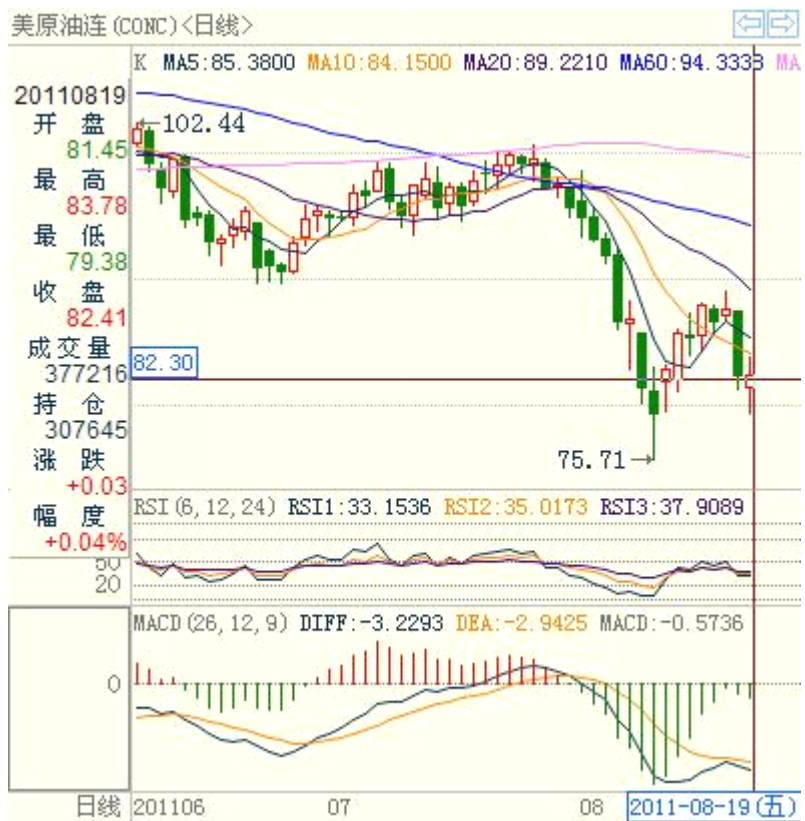 美原油连(CONC)<日线>
K MA5:85.3800 MA10:84.1500 MA20:89.2210 MA60:94.3333 MA
20110819
开 盘
81.45
最 高
83.78
最 低
79.38
收 盘
82.41
成交量
377216
持 仓
307645
涨 跌
+0.03
幅 度
+0.04%
102.44
82.30
75.71
RSI(6,12,24) RSI1:33.1536 RSI2:35.0173 RSI3:37.9089
50
20
MACD(26,12,9) DIFF:-3.2293 DEA:-2.9425 MACD:-0.5736
0
日线 201106 07 08 2011-08-19(五)